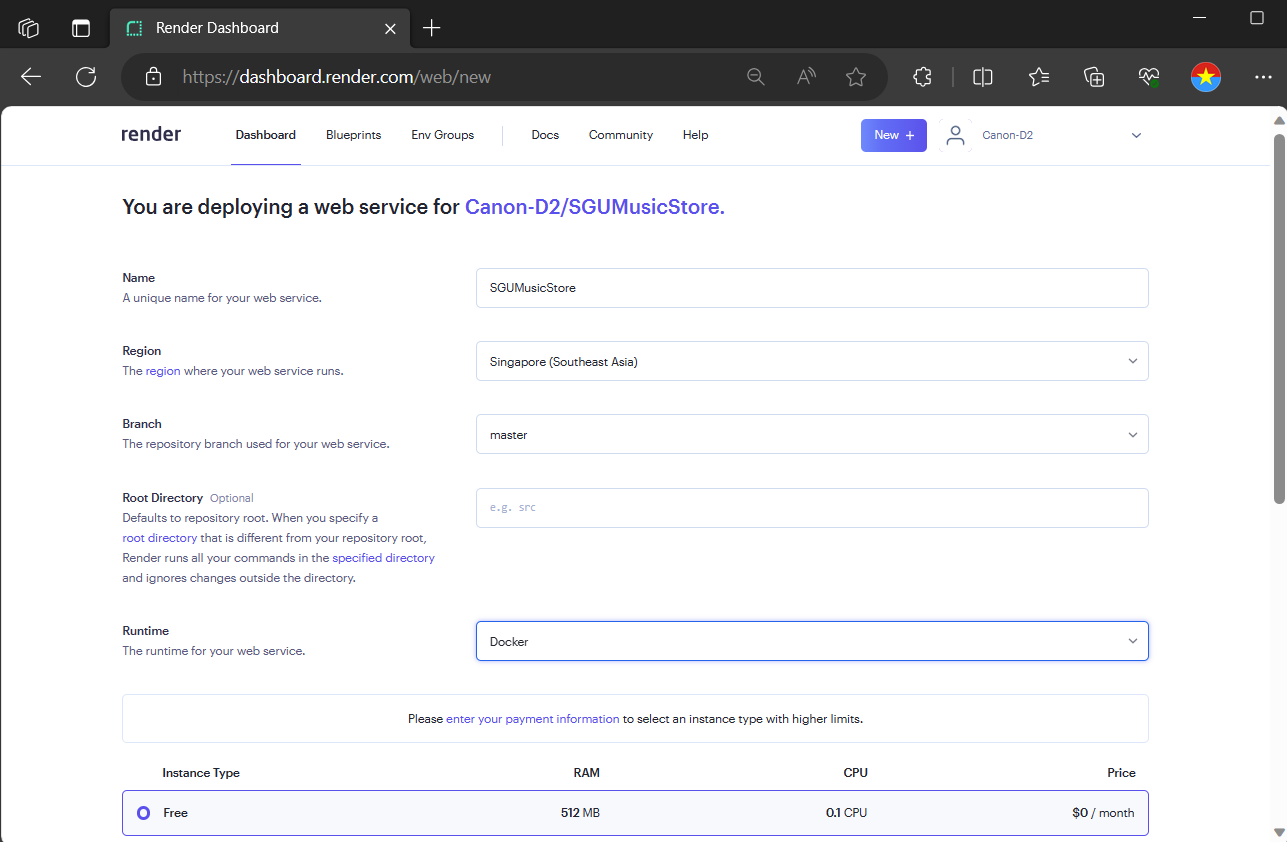 Render Dashboard
https://dashboard.render.com/web/new
render Dashboard Blueprints Env Groups Docs Community Help New + Canon-D2
You are deploying a web service for Canon-D2/SGUMusicStore.
Name
A unique name for your web service.
SGUMusicStore
Region
The region where your web service runs.
Singapore (Southeast Asia)
Branch
The repository branch used for your web service.
master
Root Directory Optional
Defaults to repository root. When you specify a
root directory that is different from your repository root,
Render runs all your commands in the specified directory
and ignores changes outside the directory.
e.g. src
Runtime
The runtime for your web service.
Docker
Please enter your payment information to select an instance type with higher limits.
Instance Type RAM CPU Price
Free 512 MB 0.1 CPU $0 / month